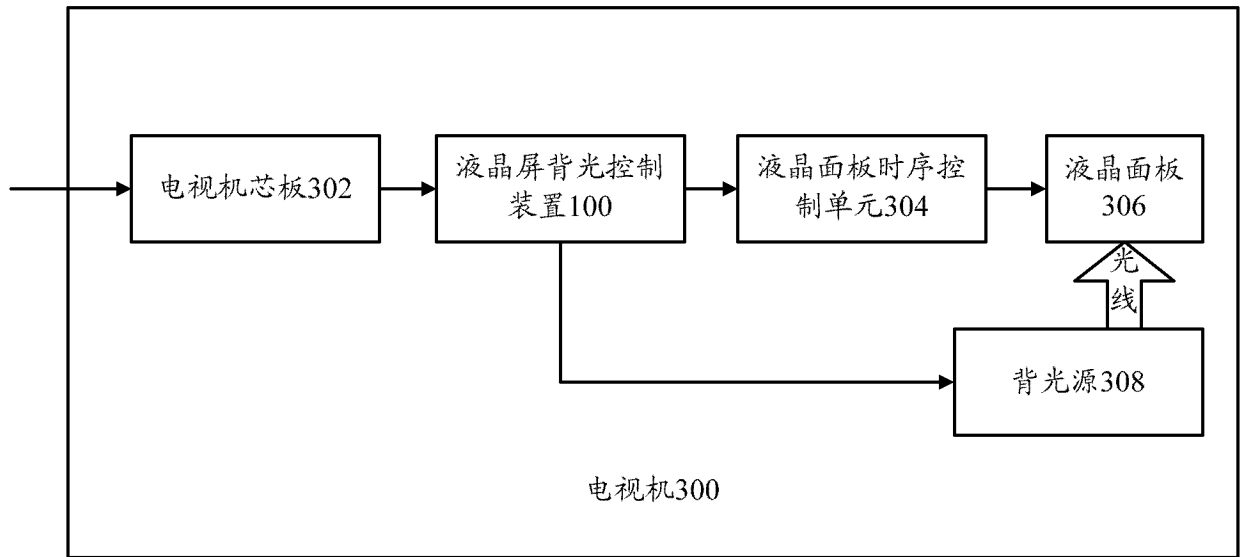 电视机芯板302
液晶屏背光控制
装置100
液晶面板时序控
制单元304
液晶面板
306
光
线
背光源308
电视机300